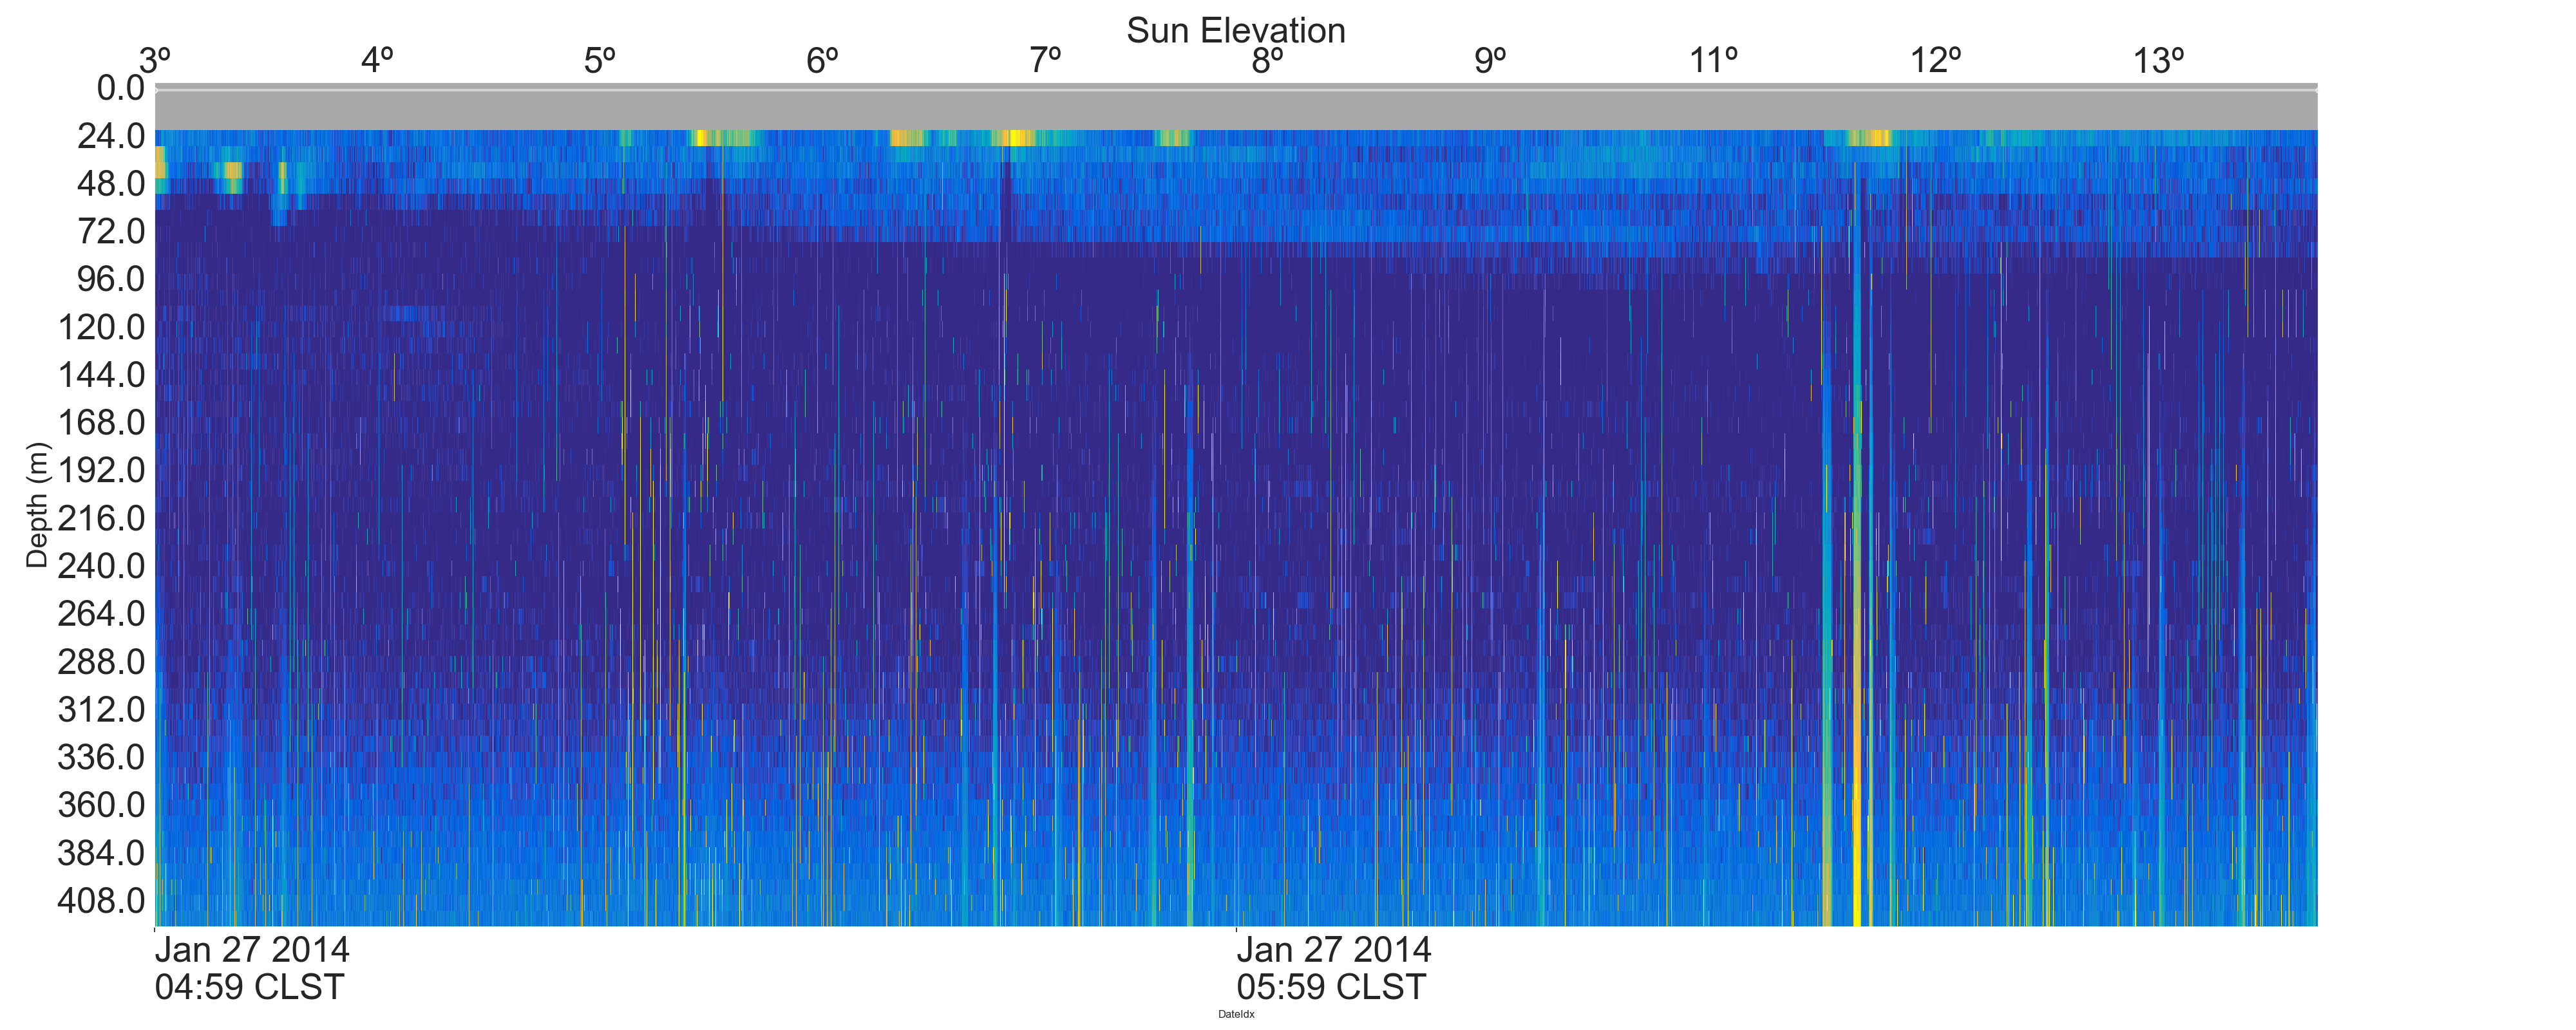 Sun Elevation
3º 4º 5º 6º 7º 8º 9º 11º 12º 13º
0.0
24.0
48.0
72.0
96.0
120.0
144.0
168.0
192.0
216.0
240.0
264.0
288.0
312.0
336.0
360.0
384.0
408.0
Depth (m)
Jan 27 2014
04:59 CLST
Jan 27 2014
05:59 CLST
DateIdx